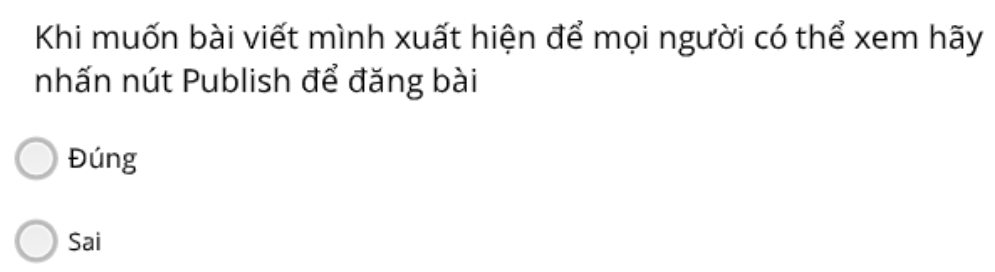 Khi muốn bài viết mình xuất hiện để mọi người có thể xem hãy
nhấn nút Publish để đăng bài
Đúng
Sai